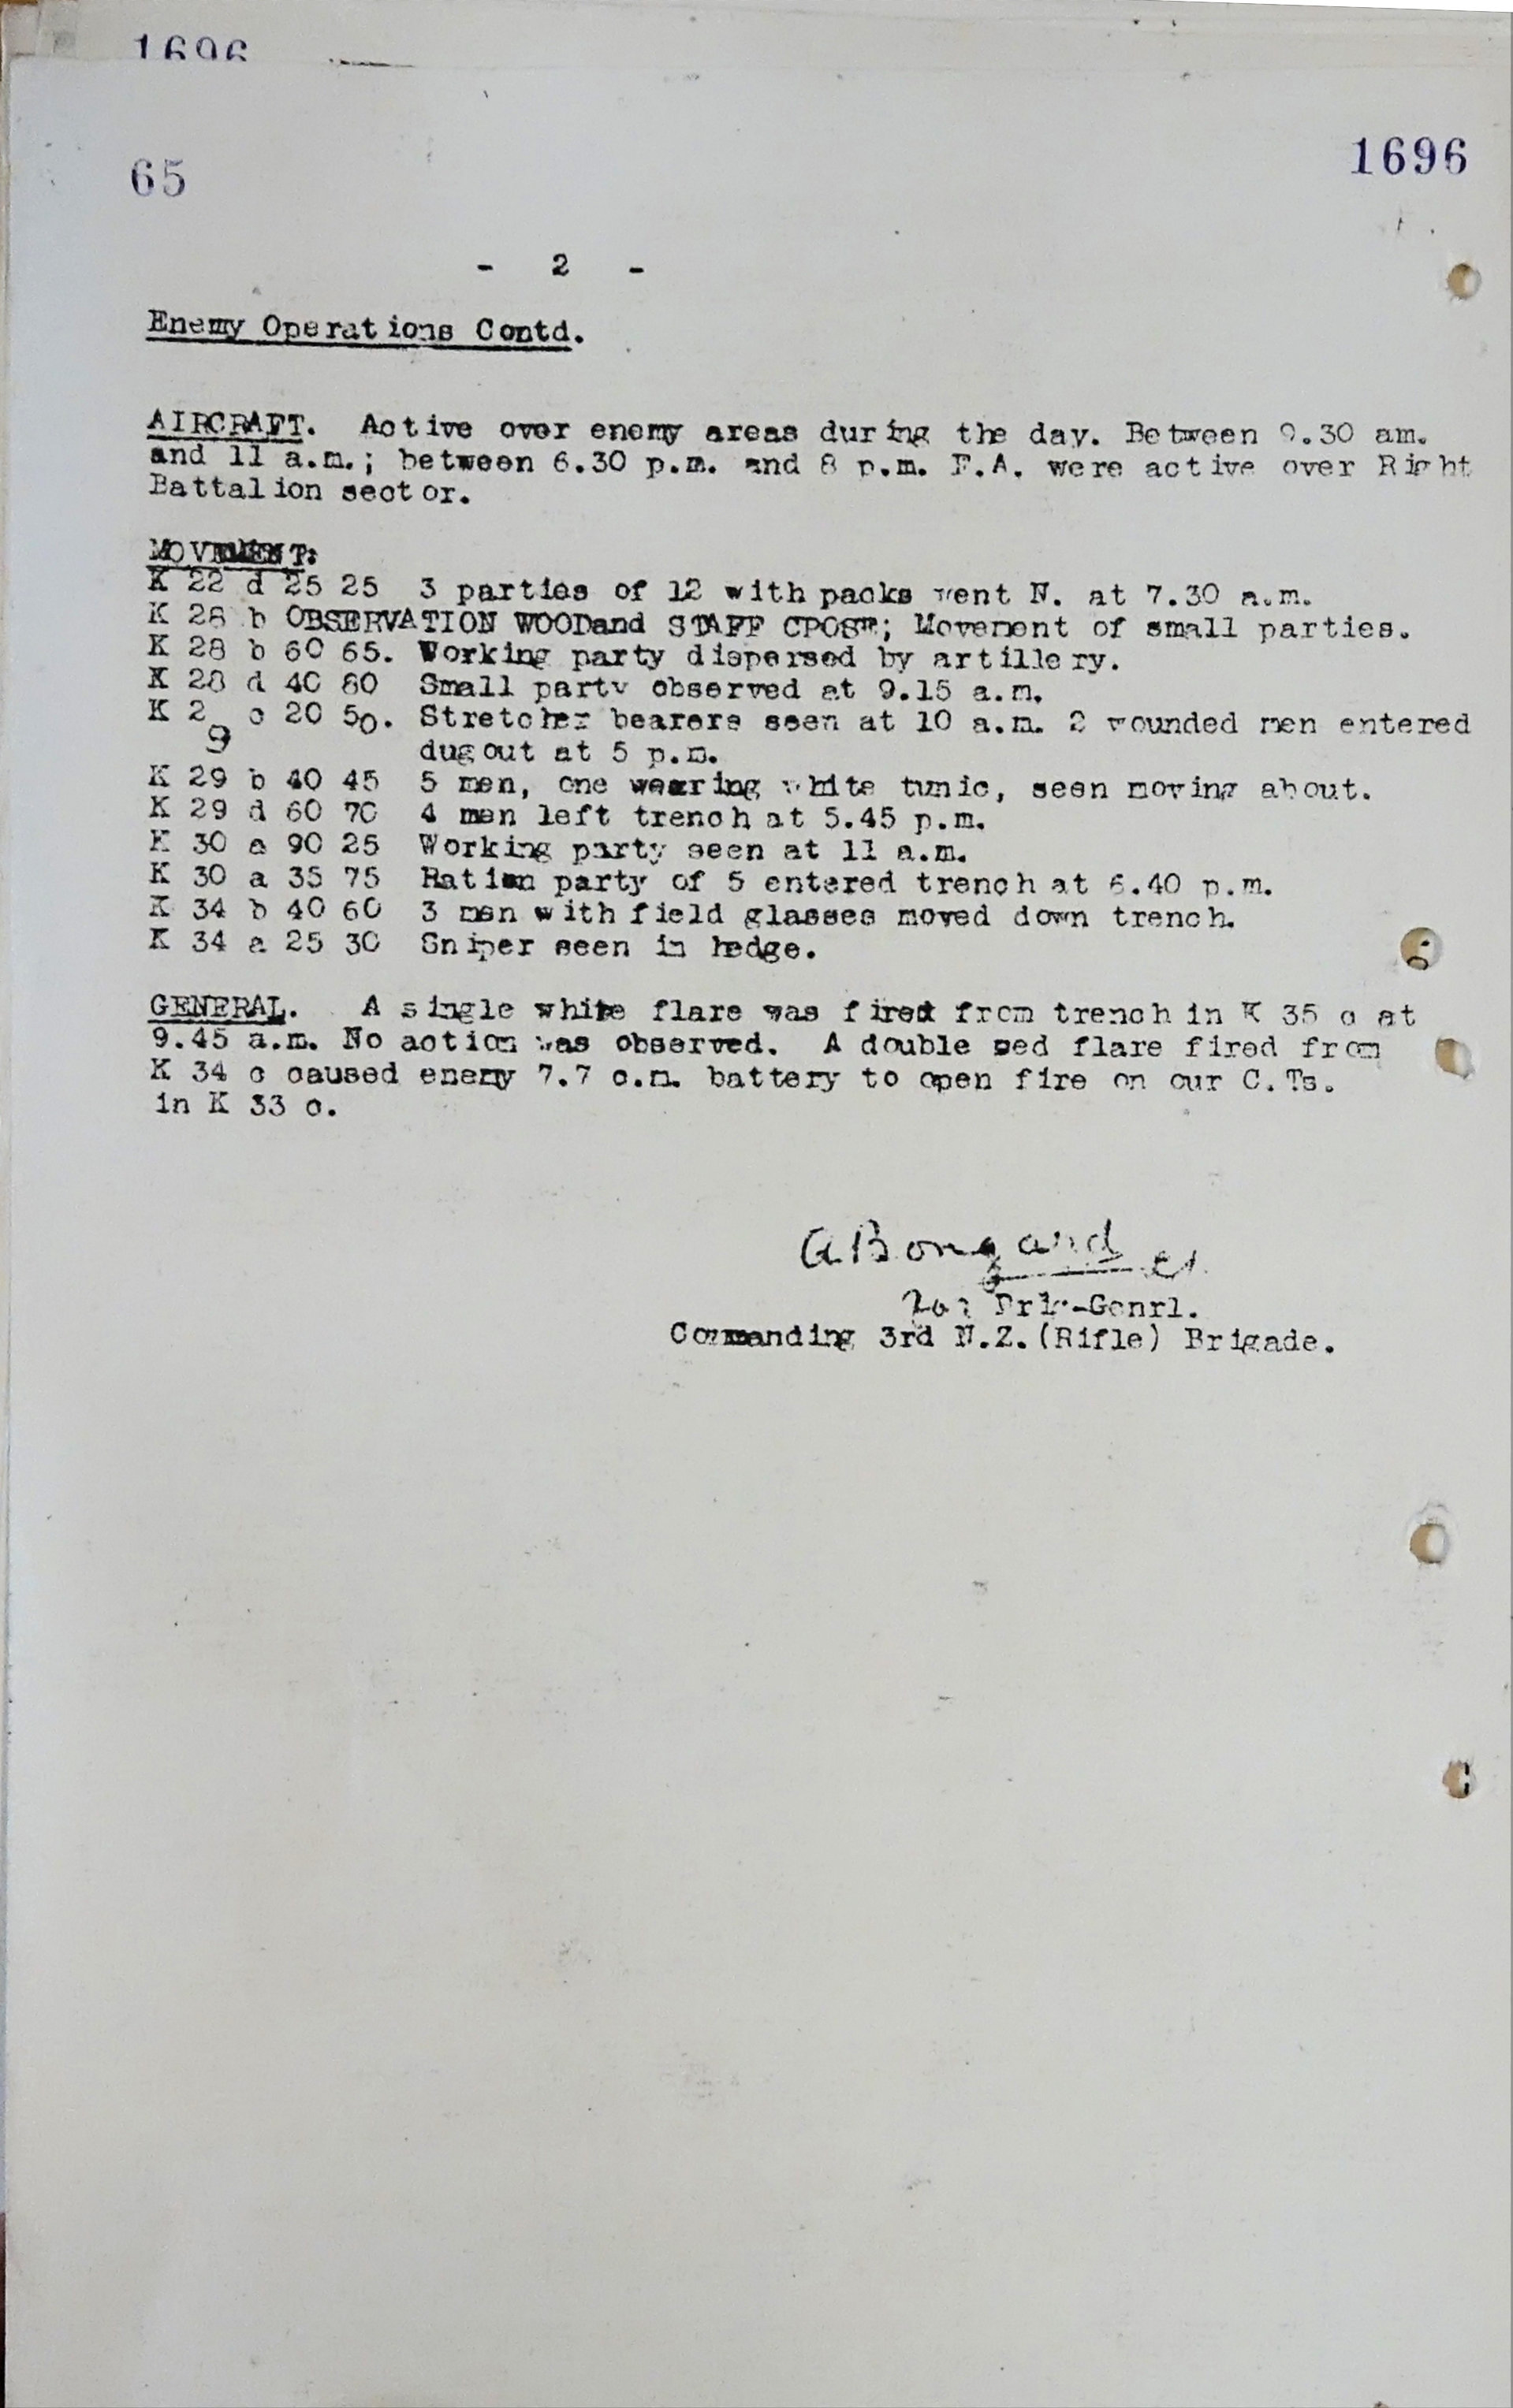 1696
65
1696
- 2 -
Enemy Operations Contd.
AIRCRAFT. Active over enemy areas during the day. Between 9.30 am.
and 11 a.m.; between 6.30 p.m. and 8 p.m. E.A. were active over Right
Battalion sector.
MOVEMENT:
K 22 d 25 25 3 parties of 12 with packs went N. at 7.30 a.m.
K 28 b OBSERVATION WOODand STAFF CPOST; Movement of small parties.
K 28 b 60 65. Working party dispersed by artillery.
K 28 d 40 80 Small party observed at 9.15 a.m.
K 29 c 20 50. Stretcher bearers seen at 10 a.m. 2 wounded men entered
dugout at 5 p.m.
K 29 b 40 45 5 men, one wearing white tunic, seen moving about.
K 29 d 60 70 4 men left trench at 5.45 p.m.
K 30 a 90 25 Working party seen at 11 a.m.
K 30 a 35 75 Ration party of 5 entered trench at 6.40 p.m.
K 34 b 40 60 3 men with field glasses moved down trench.
K 34 a 25 30 Sniper seen in hedge.
GENERAL. A single white flare was fired from trench in K 35 c at
9.45 a.m. No action was observed. A double red flare fired from
K 34 c caused enemy 7.7 c.m. battery to open fire on our C.Ts.
in K 33 c.
Brig-Genrl.
Commanding 3rd N.Z.(Rifle) Brigade.